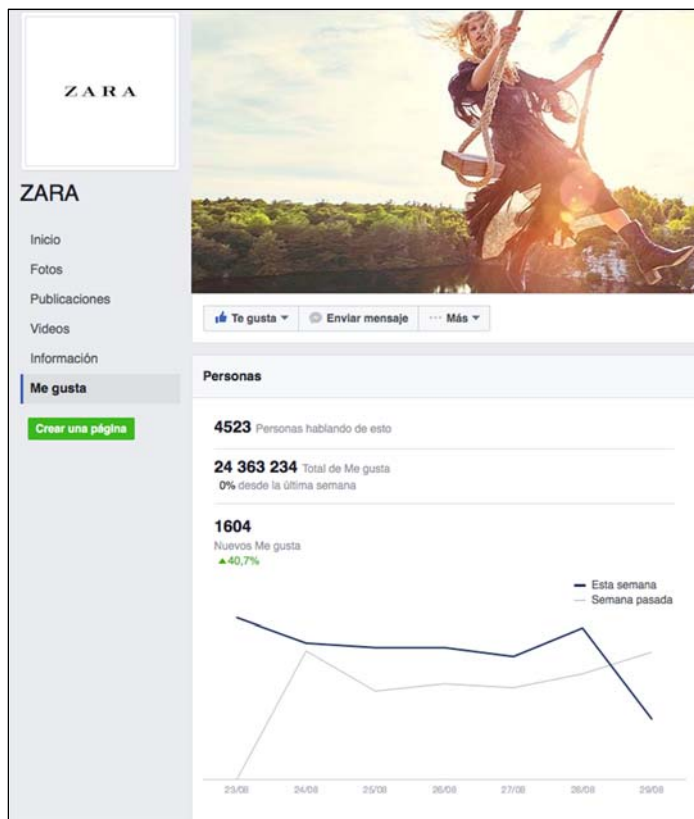 ZARA
ZARA
Inicio
Fotos
Publicaciones
Videos
Información
Me gusta
Crear una página
Te gusta
Enviar mensaje
Más
Personas
4523 Personas hablando de esto
24 363 234 Total de Me gusta
0% desde la última semana
1604
Nuevos Me gusta
40,7%
Esta semana
Semana pasada
23/08 24/08 25/08 26/08 27/08 28/08 29/08